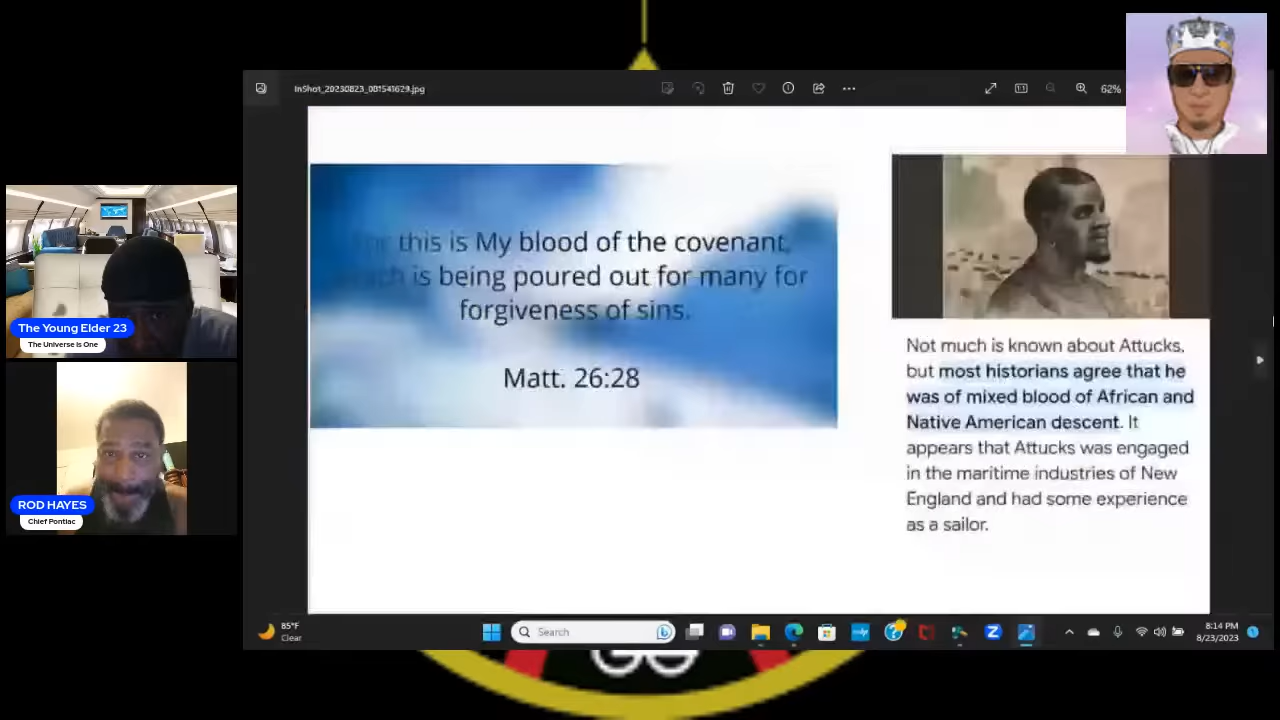 InShot_20230823_001541629.jpg
62%
this is My blood of the covenant,
is being poured out for many for
forgiveness of sins.
Matt. 26:28
Not much is known about Attucks,
but most historians agree that he
was of mixed blood of African and
Native American descent. It
appears that Attucks was engaged
in the maritime industries of New
England and had some experience
as a sailor.
The Young Elder 23
The Universe Is One
ROD HAYES
Chief Pontiac
85°F
Clear
Search
8:14 PM
8/23/2023